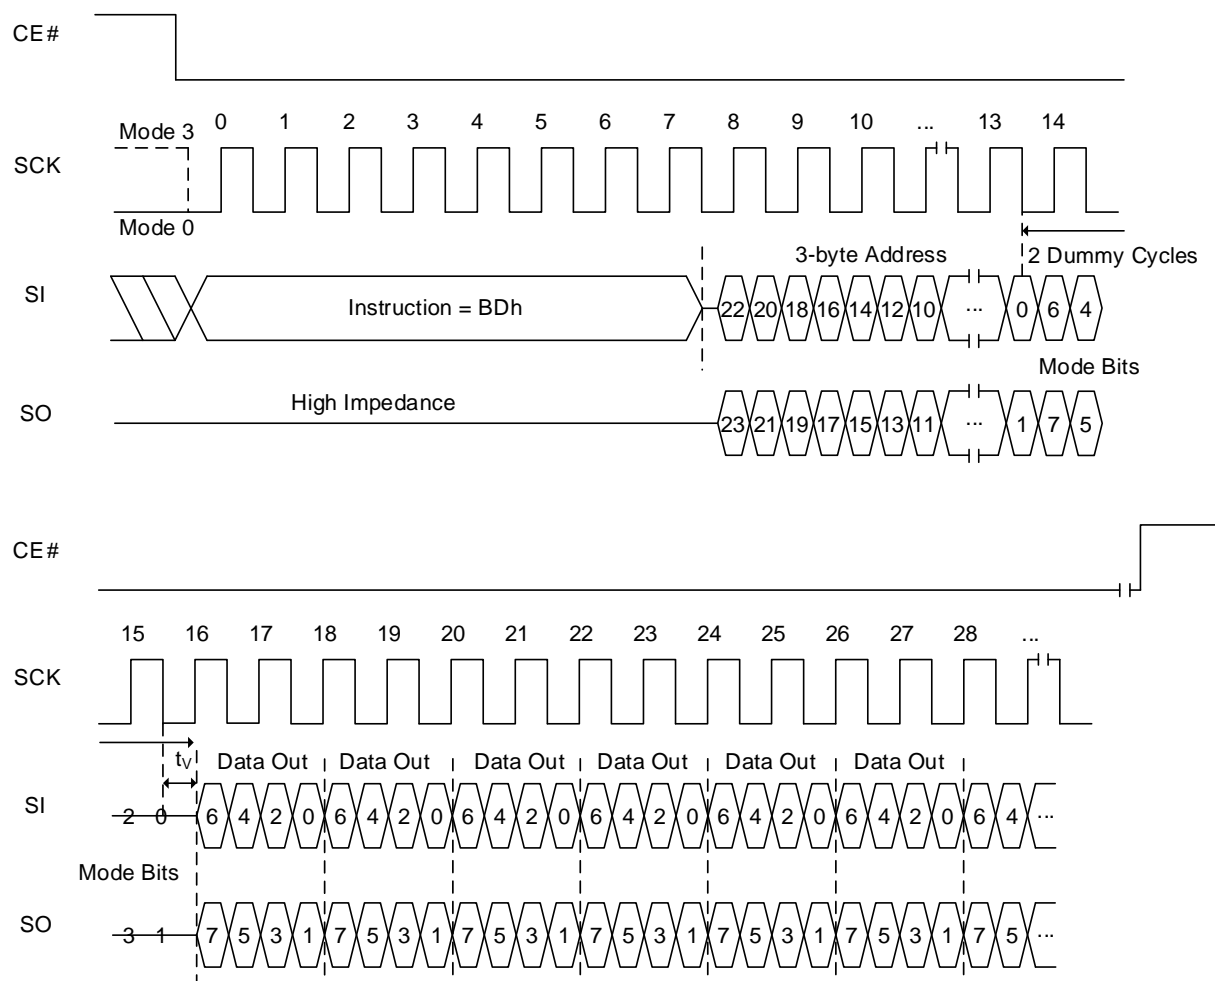 CE#
SCK
Mode 3
Mode 0
0 1 2 3 4 5 6 7 8 9 10 ... 13 14
3-byte Address
2 Dummy Cycles
SI
Instruction = BDh
22 20 18 16 14 12 10 ... 0 6 4
Mode Bits
SO
High Impedance
23 21 19 17 15 13 11 ... 1 7 5
CE#
15 16 17 18 19 20 21 22 23 24 25 26 27 28 ...
SCK
tV
Data Out Data Out Data Out Data Out Data Out Data Out
SI
2 0 6 4 2 0 6 4 2 0 6 4 2 0 6 4 2 0 6 4 2 0 6 4 2 0 6 4 ...
Mode Bits
SO
3 1 7 5 3 1 7 5 3 1 7 5 3 1 7 5 3 1 7 5 3 1 7 5 3 1 7 5 ...